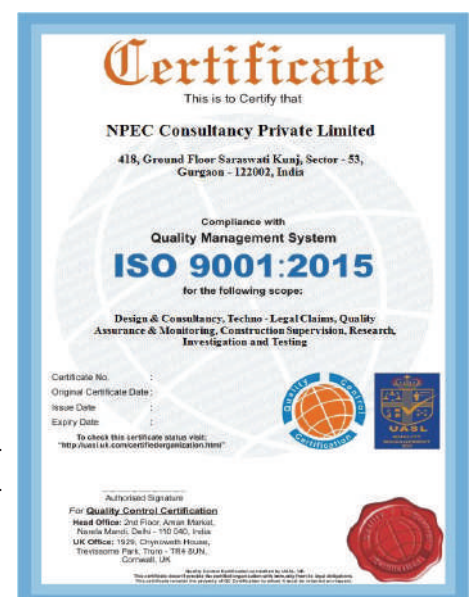 Certificate
This is to Certify that
NPEC Consultancy Private Limited
418, Ground Floor Saraswati Kunj, Sector - 53,
Gurgaon - 122002, India
Compliance with
Quality Management System
ISO 9001:2015
for the following scope:
Design & Consultancy, Techno - Legal Claims, Quality
Assurance & Monitoring, Construction Supervision, Research,
Investigation and Testing
Certificate No. :
Original Certificate Date :
Issue Date :
Expiry Date :
To check this certificate status visit:
"http://uasl.uk.com/certifiedorganization.html"
Quality Control
Certification
UASL
Authorised Signature
For Quality Control Certification
Head Office: 2nd Floor, Aman Market,
Narela Mandi, Delhi - 110 040, India
UK Office: 1929, Chynoweth House,
Trevissome Park, Truro - TR4 8UN,
Cornwall, UK